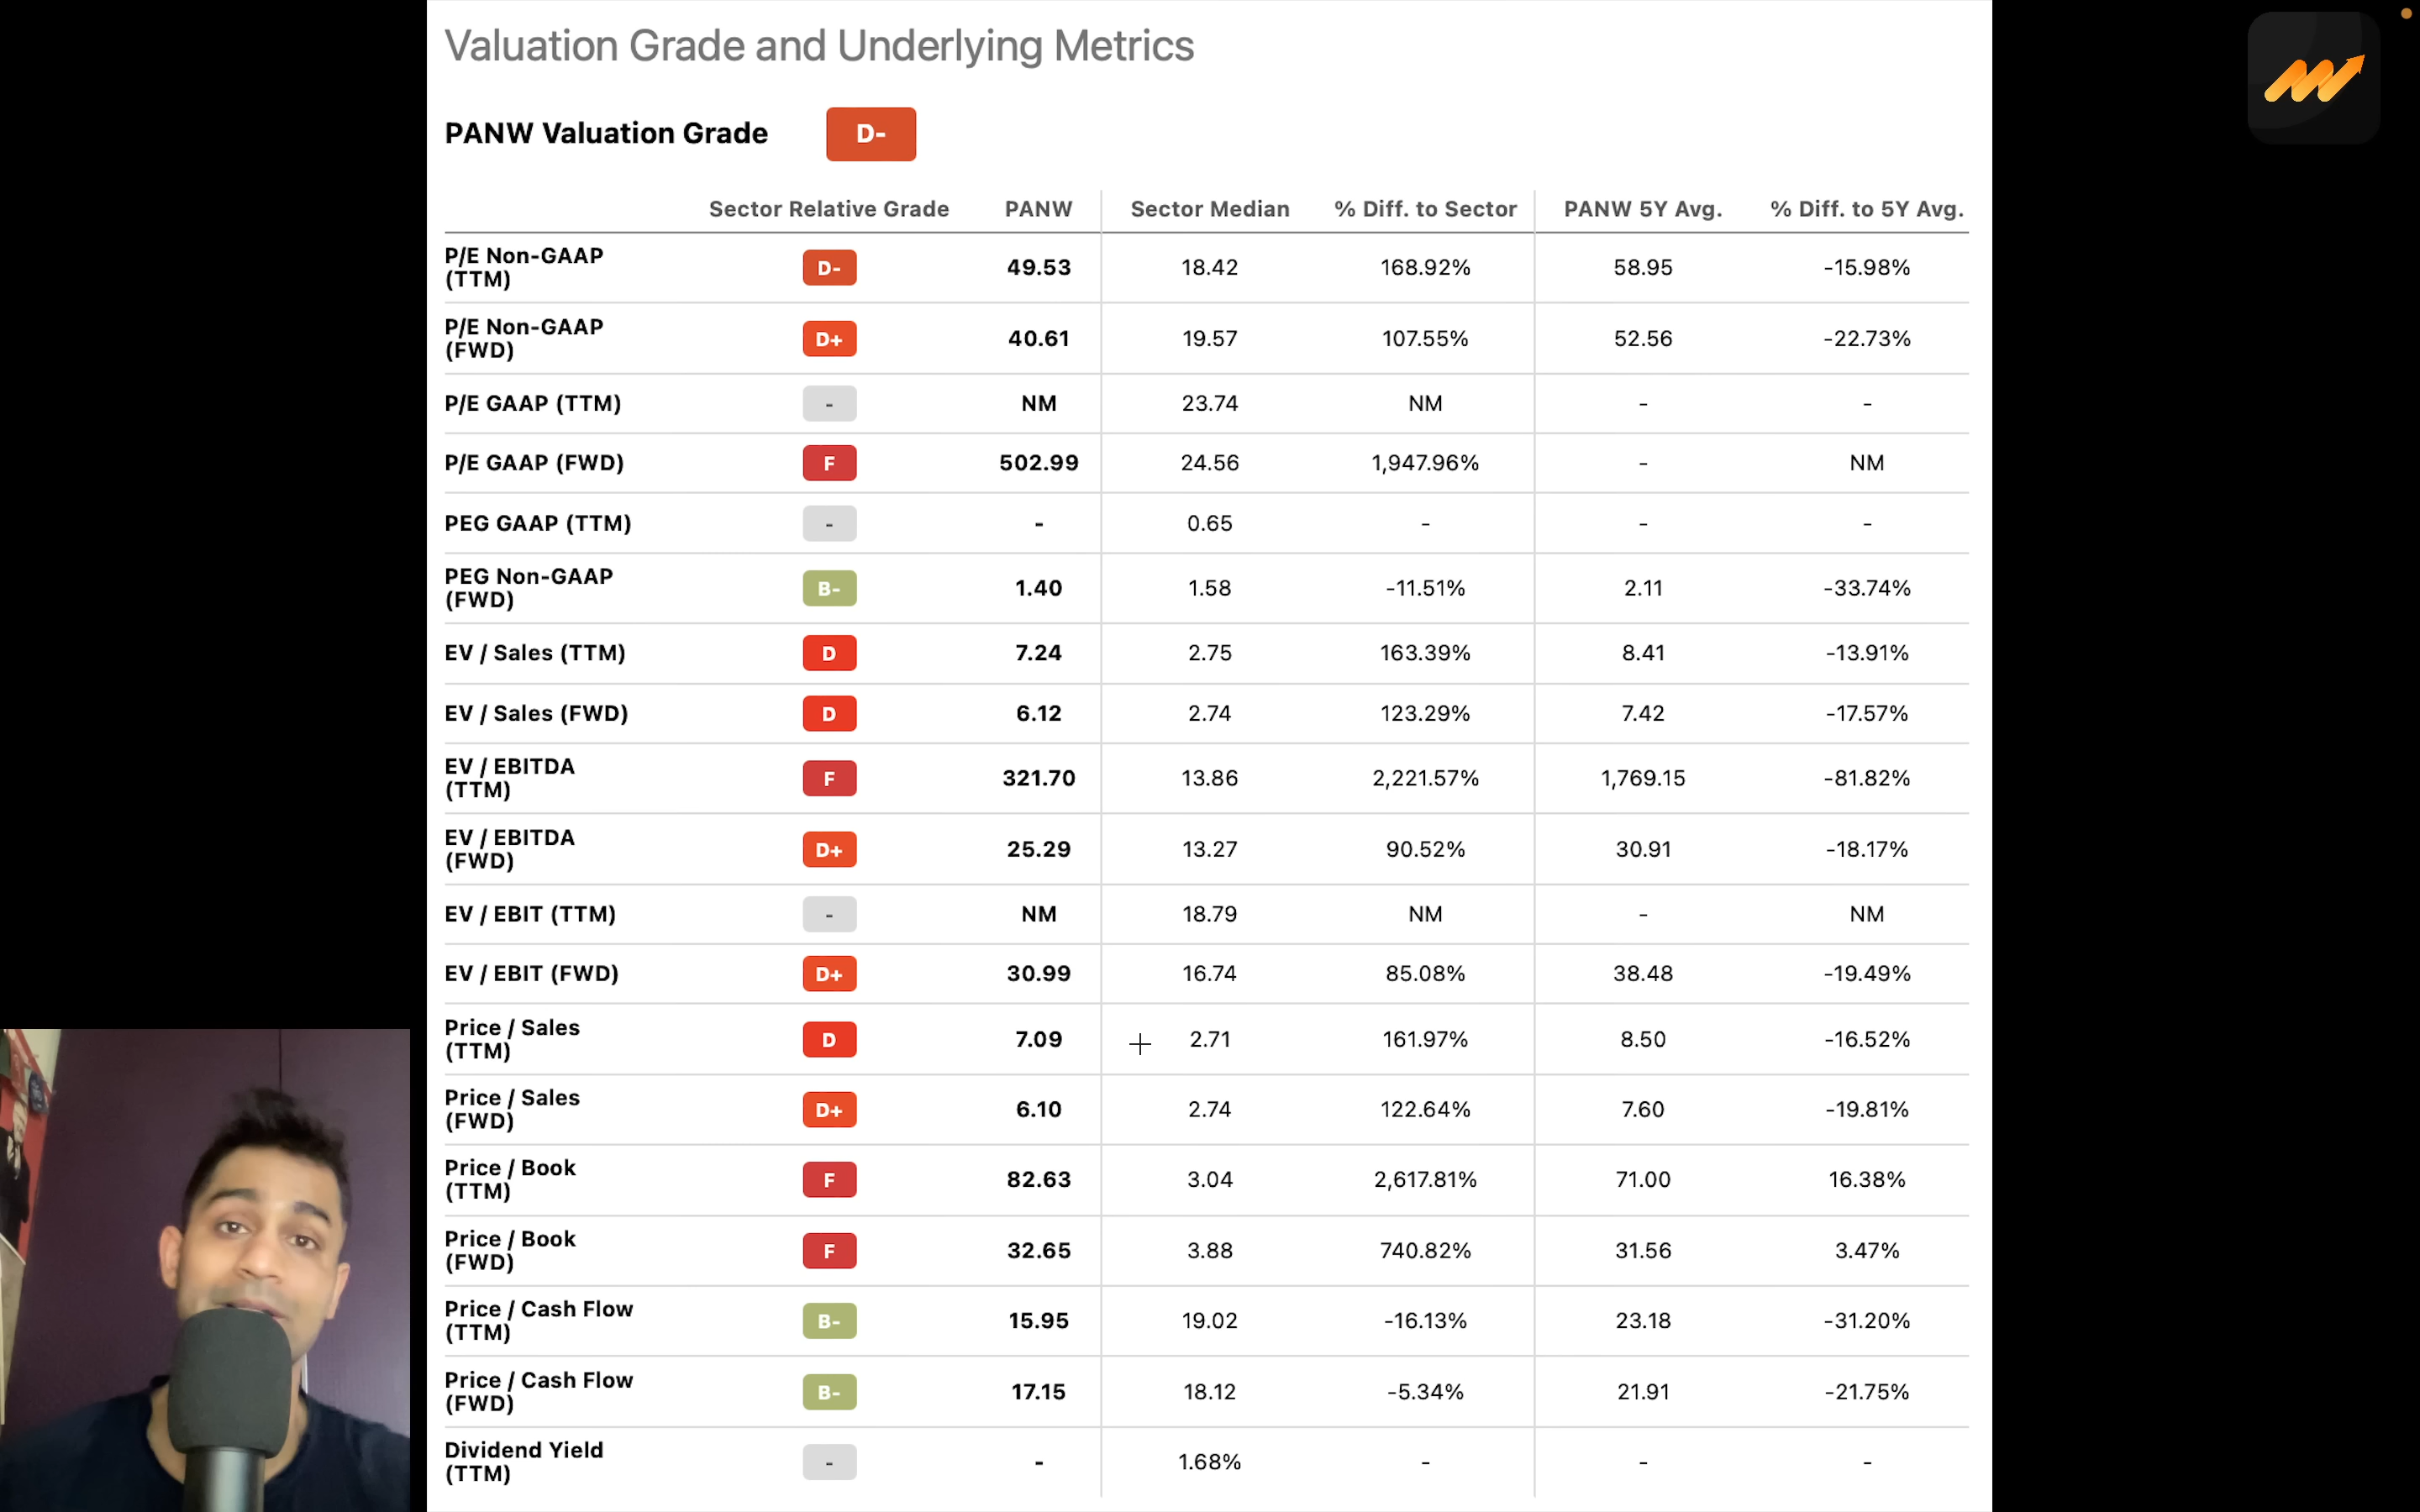 Valuation Grade and Underlying Metrics
PANW Valuation Grade D-
Sector Relative Grade PANW Sector Median % Diff. to Sector PANW 5Y Avg. % Diff. to 5Y Avg.
P/E Non-GAAP
(TTM) D- 49.53 18.42 168.92% 58.95 -15.98%
P/E Non-GAAP
(FWD) D+ 40.61 19.57 107.55% 52.56 -22.73%
P/E GAAP (TTM) - NM 23.74 NM - -
P/E GAAP (FWD) F 502.99 24.56 1,947.96% - NM
PEG GAAP (TTM) - - 0.65 - - -
PEG Non-GAAP
(FWD) B- 1.40 1.58 -11.51% 2.11 -33.74%
EV / Sales (TTM) D 7.24 2.75 163.39% 8.41 -13.91%
EV / Sales (FWD) D 6.12 2.74 123.29% 7.42 -17.57%
EV / EBITDA
(TTM) F 321.70 13.86 2,221.57% 1,769.15 -81.82%
EV / EBITDA
(FWD) D+ 25.29 13.27 90.52% 30.91 -18.17%
EV / EBIT (TTM) - NM 18.79 NM - NM
EV / EBIT (FWD) D+ 30.99 16.74 85.08% 38.48 -19.49%
Price / Sales
(TTM) D 7.09 2.71 161.97% 8.50 -16.52%
Price / Sales
(FWD) D+ 6.10 2.74 122.64% 7.60 -19.81%
Price / Book
(TTM) F 82.63 3.04 2,617.81% 71.00 16.38%
Price / Book
(FWD) F 32.65 3.88 740.82% 31.56 3.47%
Price / Cash Flow
(TTM) B- 15.95 19.02 -16.13% 23.18 -31.20%
Price / Cash Flow
(FWD) B- 17.15 18.12 -5.34% 21.91 -21.75%
Dividend Yield
(TTM) - - 1.68% - - -